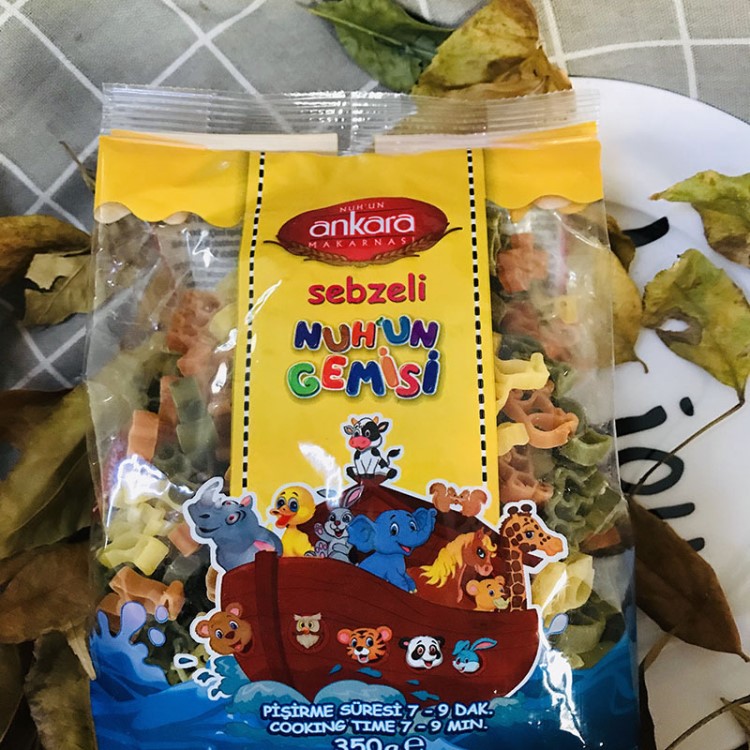 NUH'UN
ankara
MAKARNASI
sebzeli
NUH'UN
GEMİSİ
PİŞİRME SÜRESİ 7 - 9 DAK.
COOKING TIME 7 - 9 MIN.
350g e